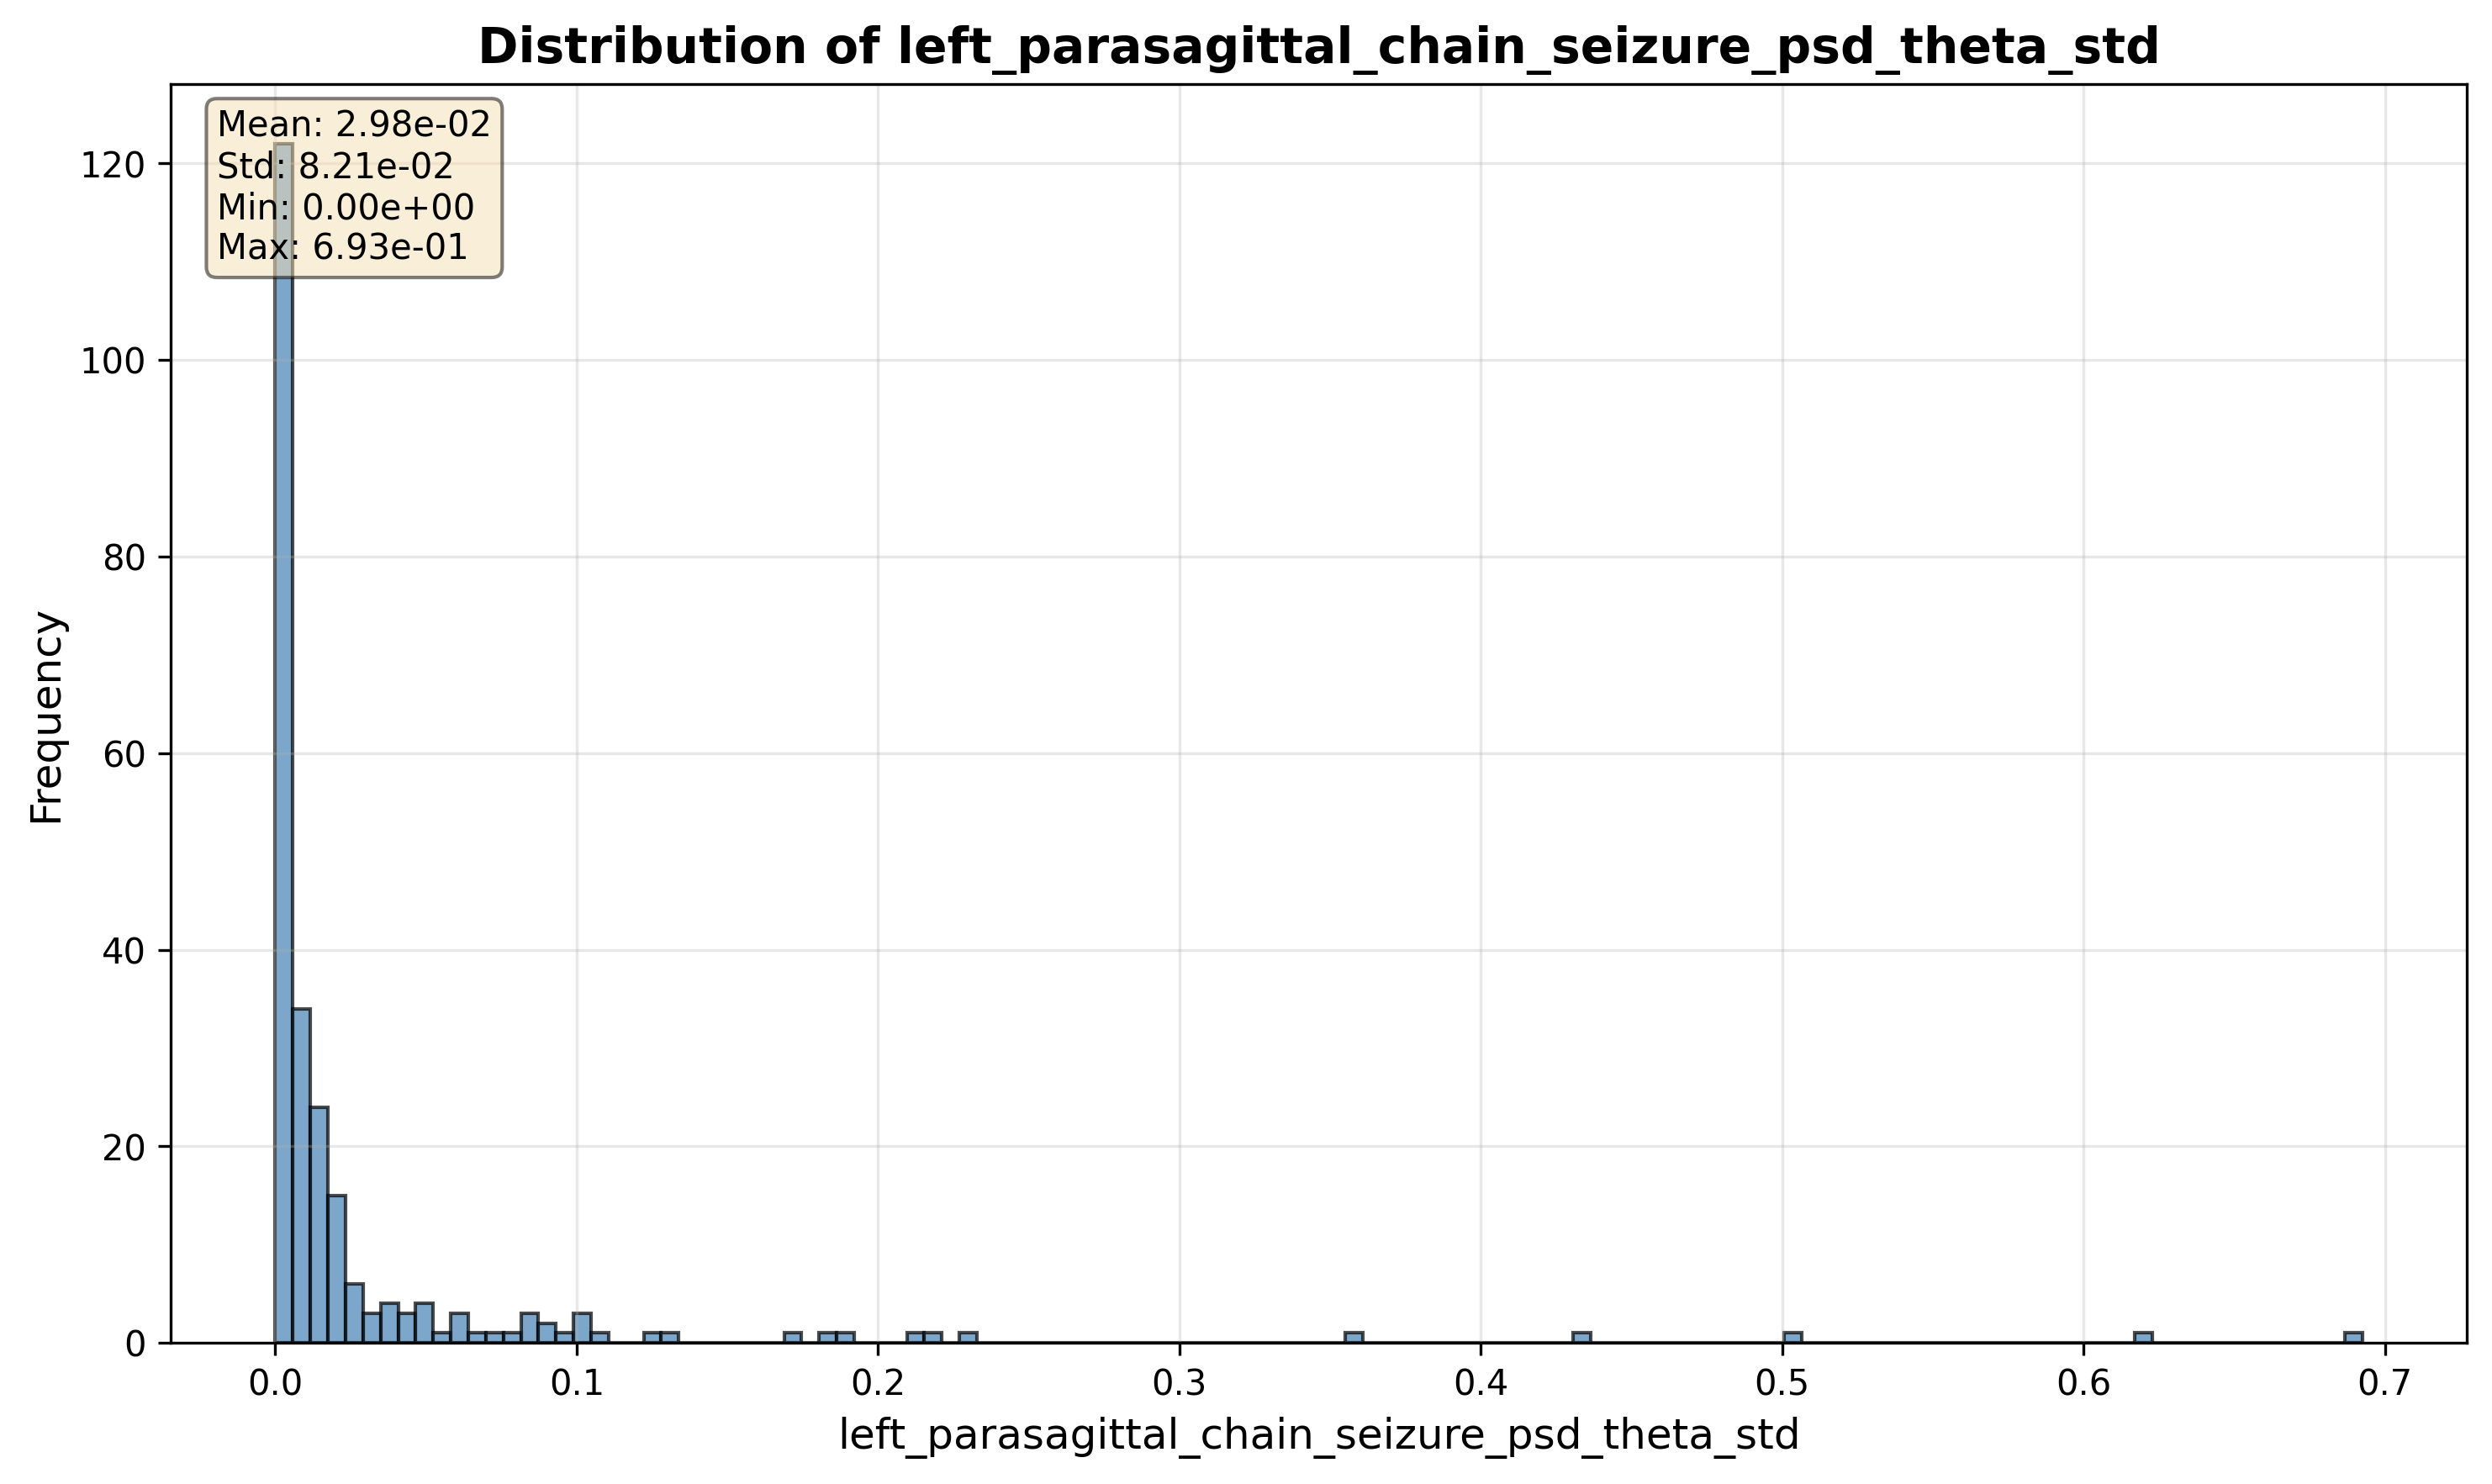 Distribution of left_parasagittal_chain_seizure_psd_theta_std
Mean: 2.98e-02
Std: 8.21e-02
Min: 0.00e+00
Max: 6.93e-01
120
100
80
60
40
20
0
Frequency
0.0 0.1 0.2 0.3 0.4 0.5 0.6 0.7
left_parasagittal_chain_seizure_psd_theta_std